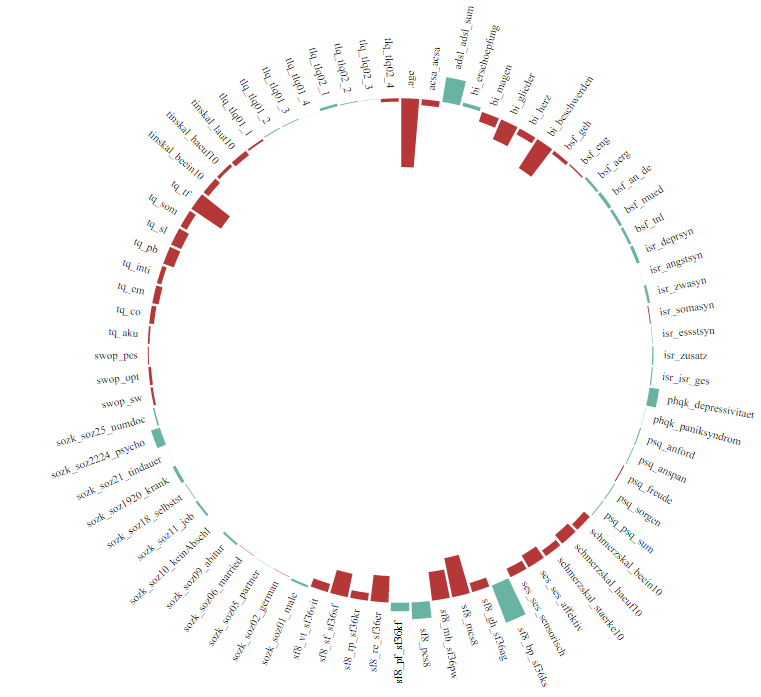 .age
acsa_acsa
adsl_adsl_sum
bi_erschoepfung
bi_magen
bi_glieder
bi_herz
bi_beschwerden
bsf_geh
bsf_eng
bsf_aerg
bsf_an_de
bsf_mued
bsf_tnl
isr_deprsyn
isr_angstsyn
isr_zwasyn
isr_somasyn
isr_essstsyn
isr_zusatz
isr_isr_ges
phqk_depressivitaet
phqk_paniksyndrom
psq_anford
psq_anspan
psq_freude
psq_sorgen
psq_psq_sum
schmerzskal_beein10
schmerzskal_haeuf10
schmerzskal_staerke10
ses_ses_affektiv
ses_ses_sensorisch
sf8_bp_sf36ks
sf8_gh_sf36ag
sf8_mcs8
sf8_mh_sf36pw
sf8_pcs8
sf8_pf_sf36kf
sf8_re_sf36er
sf8_rp_sf36kr
sf8_sf_sf36sf
sf8_vt_sf36vit
sozk_soz01_male
sozk_soz02_german
sozk_soz05_partner
sozk_soz06_married
sozk_soz09_abitur
sozk_soz10_keinAbschl
sozk_soz11_job
sozk_soz18_selbstst
sozk_soz1920_krank
sozk_soz21_tindauer
sozk_soz2224_psycho
sozk_soz25_numdoc
swop_sw
swop_opt
swop_pes
tq_aku
tq_co
tq_em
tq_inti
tq_pb
tq_sl
tq_som
tq_tf
tinskal_beein10
tinskal_haeuf10
tinskal_laut10
tlq_tlq01_1
tlq_tlq01_2
tlq_tlq01_3
tlq_tlq01_4
tlq_tlq02_1
tlq_tlq02_2
tlq_tlq02_3
tlq_tlq02_4